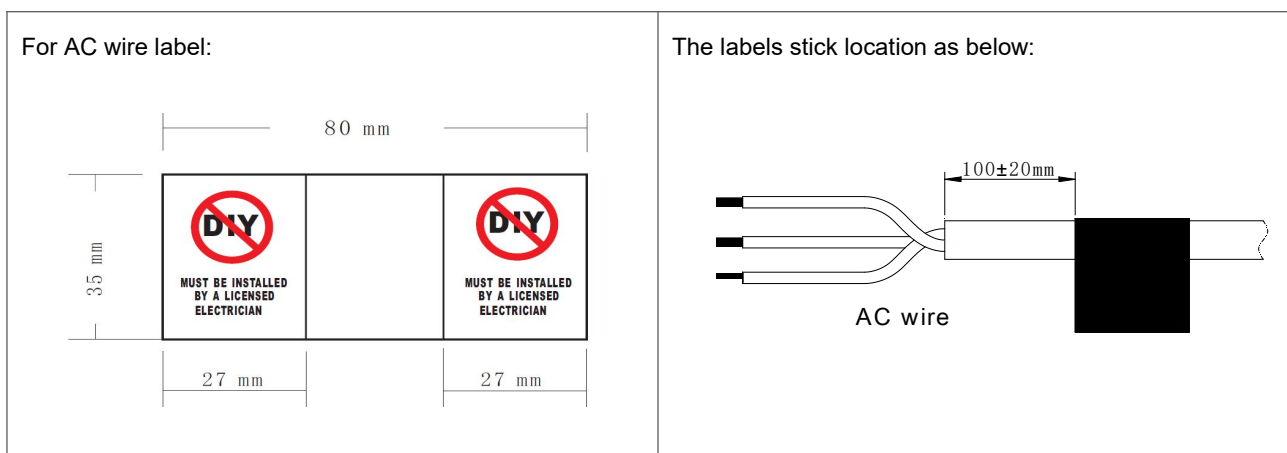 For AC wire label:
80 mm
35 mm
DIY
MUST BE INSTALLED
BY A LICENSED
ELECTRICIAN
DIY
MUST BE INSTALLED
BY A LICENSED
ELECTRICIAN
27 mm
27 mm
The labels stick location as below:
100±20mm
AC wire